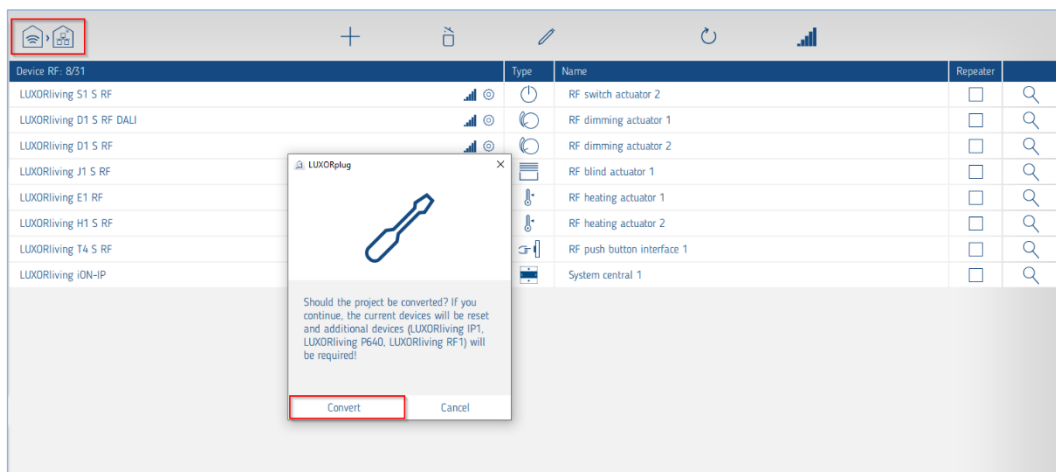 Device RF: 8/31 Type Name Repeater
LUXORliving S1 S RF RF switch actuator 2
LUXORliving D1 S RF DALI RF dimming actuator 1
LUXORliving D1 S RF RF dimming actuator 2
LUXORliving J1 S RF RF blind actuator 1
LUXORliving E1 RF RF heating actuator 1
LUXORliving H1 S RF RF heating actuator 2
LUXORliving T4 S RF RF push button interface 1
LUXORliving iON-IP System central 1
LUXORplug
Should the project be converted? If you
continue, the current devices will be reset
and additional devices (LUXORliving IP1,
LUXORliving P640, LUXORliving RF1) will
be required!
Convert Cancel